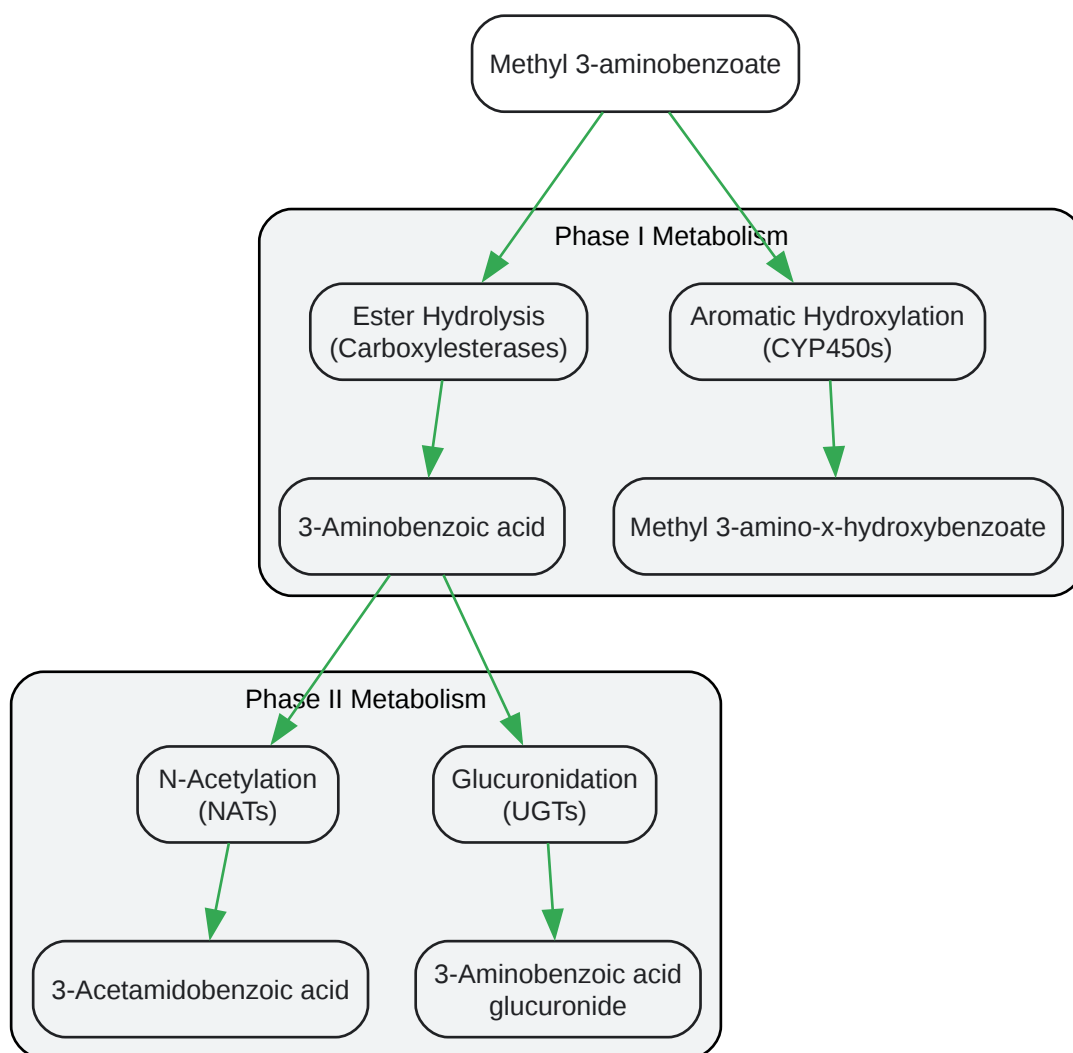 Methyl 3-aminobenzoate
Phase I Metabolism
Ester Hydrolysis
(Carboxylesterases)
Aromatic Hydroxylation
(CYP450s)
3-Aminobenzoic acid
Methyl 3-amino-x-hydroxybenzoate
Phase II Metabolism
N-Acetylation
(NATs)
Glucuronidation
(UGTs)
3-Acetamidobenzoic acid
3-Aminobenzoic acid
glucuronide